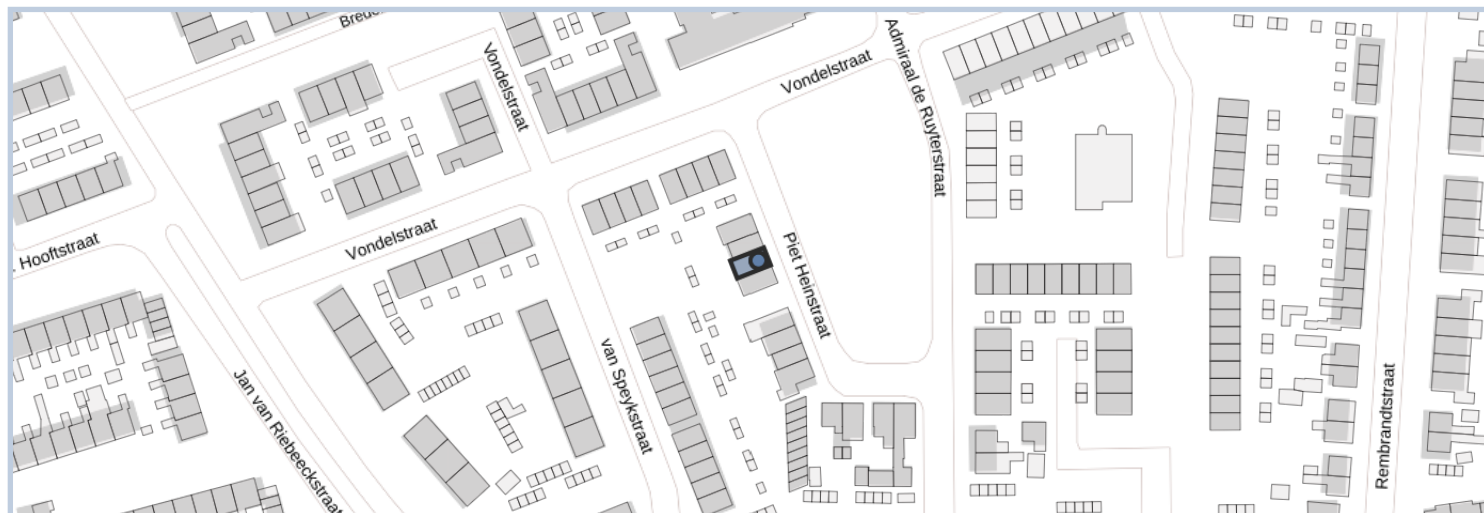 Vondelstraat
Vondelstraat
Admiraal de Ruyterstraat
. Hooftstraat
Vondelstraat
Piet Heinstraat
van Speykstraat
Jan van Riebeeckstraat
Rembrandtstraat